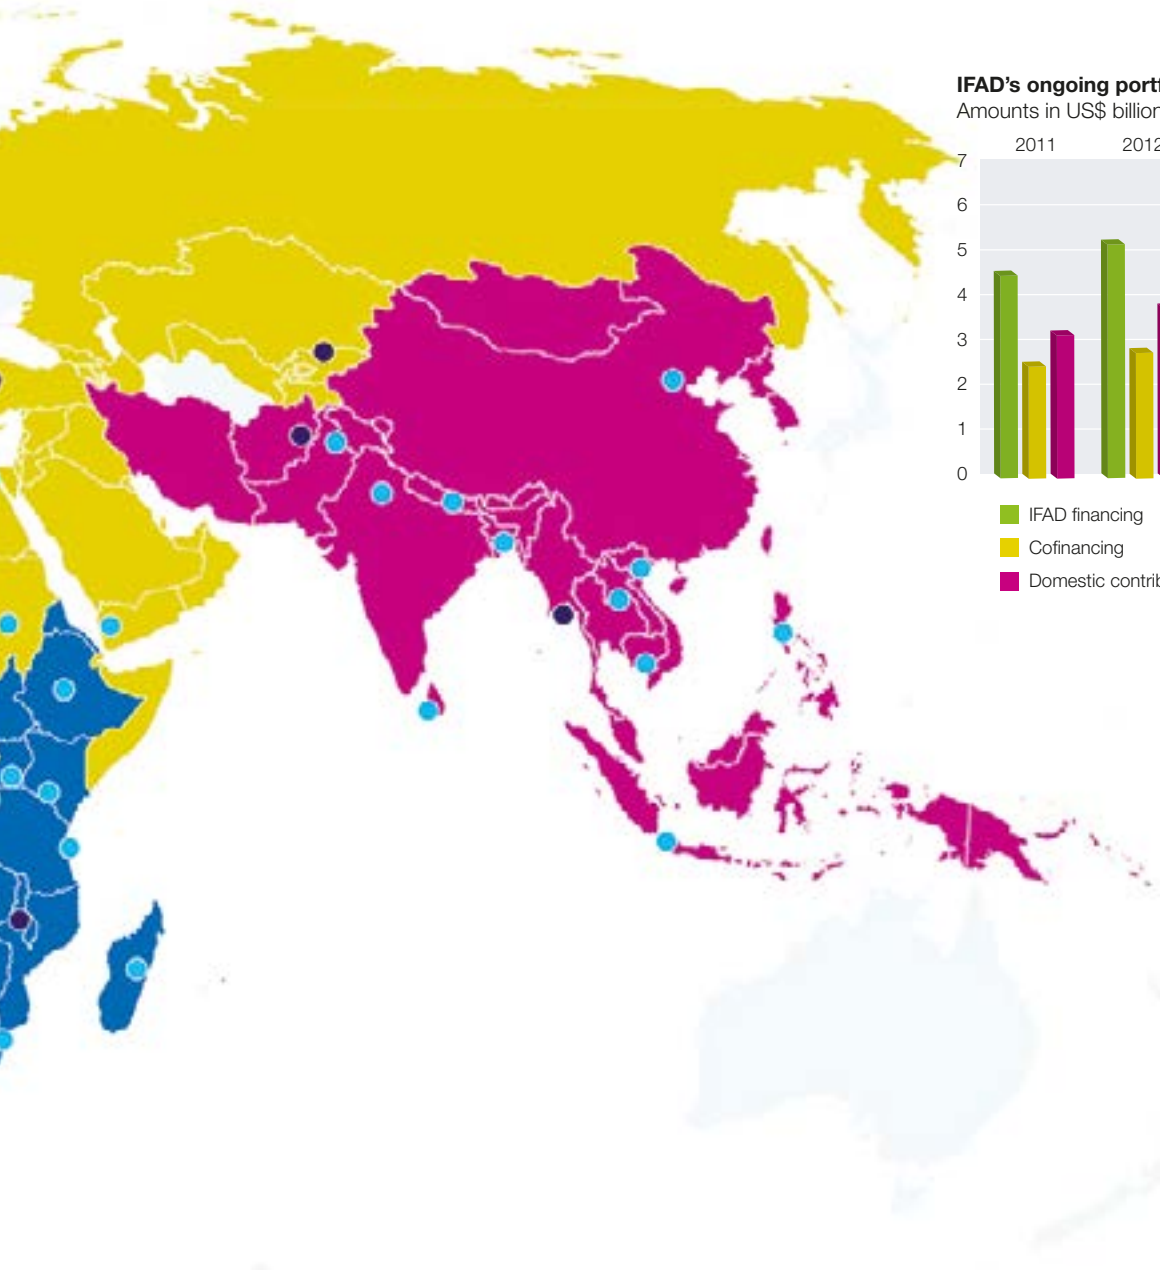 IFAD’s ongoing portf
Amounts in US$ billion
2011 2012
7
6
5
4
3
2
1
0
IFAD financing
Cofinancing
Domestic contrib